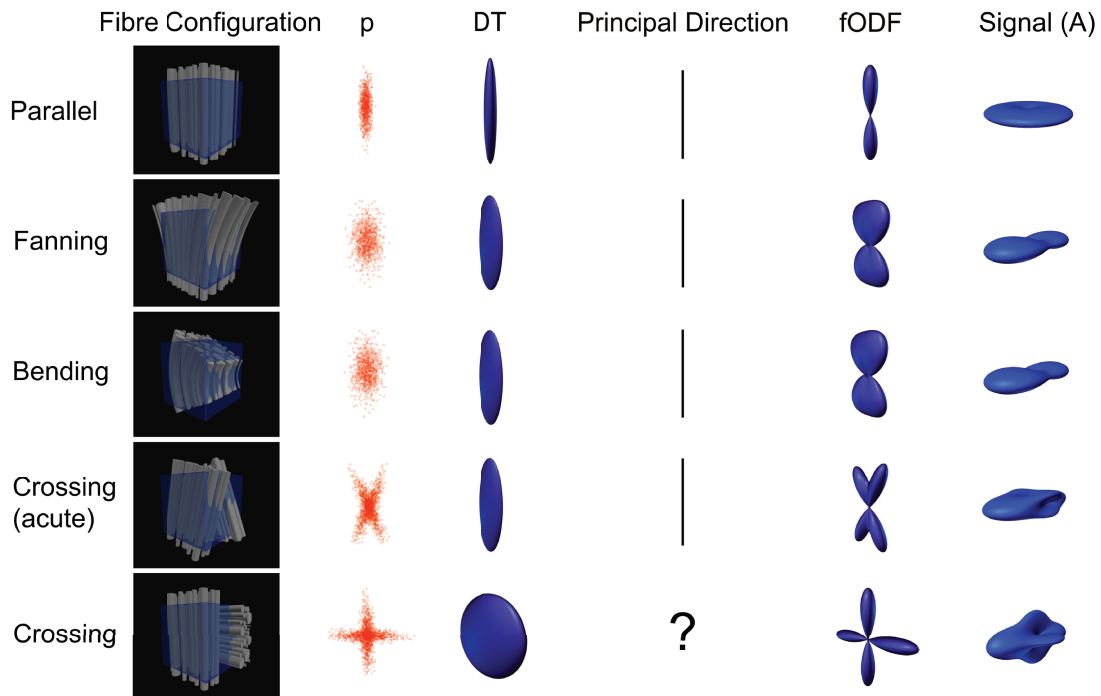 Fibre Configuration p DT Principal Direction fODF Signal (A)
Parallel
Fanning
Bending
Crossing
(acute)
Crossing ?